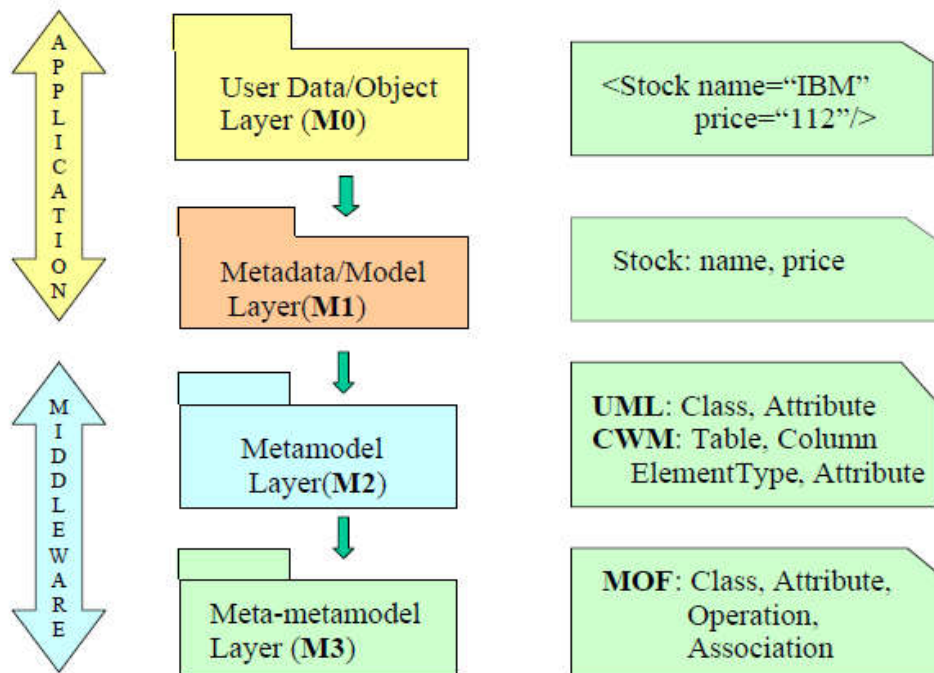 APPLICATION
User Data/Object
Layer (M0)
<Stock name=“IBM”
price=“112”/>
Metadata/Model
Layer(M1)
Stock: name, price
MIDDLEWARE
Metamodel
Layer(M2)
UML: Class, Attribute
CWM: Table, Column
ElementType, Attribute
Meta-metamodel
Layer (M3)
MOF: Class, Attribute,
Operation,
Association